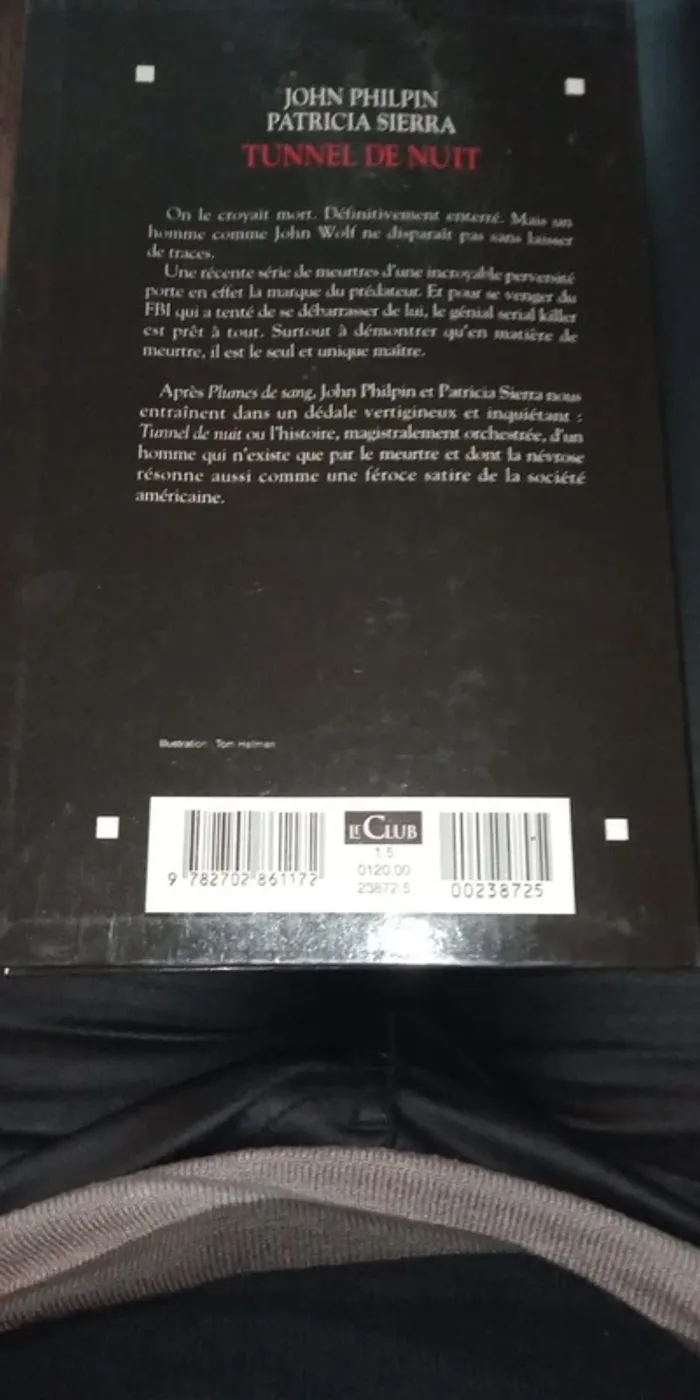 JOHN PHILPIN
PATRICIA SIERRA
TUNNEL DE NUIT
On le croyait mort. Définitivement enterré. Mais un
homme comme John Wolf ne disparaît pas sans laisser
de traces.
Une récente série de meurtres d'une incroyable perversité
porte en effet la marque du prédateur. Et pour se venger du
FBI qui a tenté de se débarrasser de lui, le génial serial killer
est prêt à tout. Surtout à démontrer qu'en matière de
meurtre, il est le seul et unique maître.
Après Plumes de sang, John Philpin et Patricia Sierra nous
entraînent dans un dédale vertigineux et inquiétant :
Tunnel de nuit ou l'histoire, magistralement orchestrée, d'un
homme qui n'existe que par le meurtre et dont la névrose
résonne aussi comme une féroce satire de la société
américaine.
Illustration : Tom Hallman
LE CLUB
1 5
0120.00
23872.5
9 782702 861172
00238725